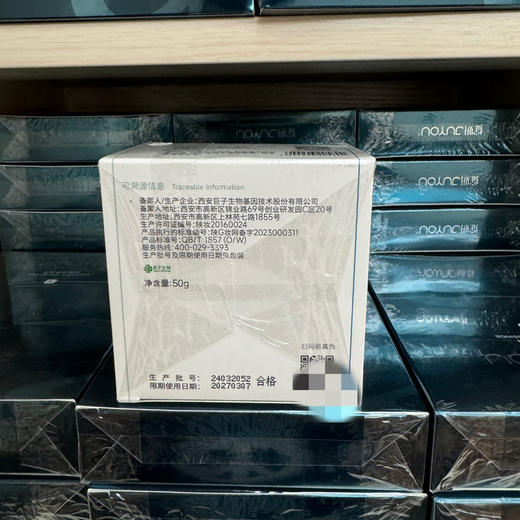 可溯源信息 Traceable Information
备案人/生产企业：西安巨子生物基因技术股份有限公司
备案人地址：西安市高新区锦业路69号创业研发园C区20号
生产地址：西安市高新区上林苑七路1855号
生产许可证编号：陕妆20160024
产品执行的标准编号：陕G妆网备字2023000311
产品标准号：QB/T 1857（O/W）
服务热线：400-029-3393
生产批号及限期使用日期见包装
巨子生物
净含量：50g
扫码验真伪
生产批号： 24032052 合格
限期使用日期： 20270307
JUYOU
JUYOU
JUYOU
JUYOU